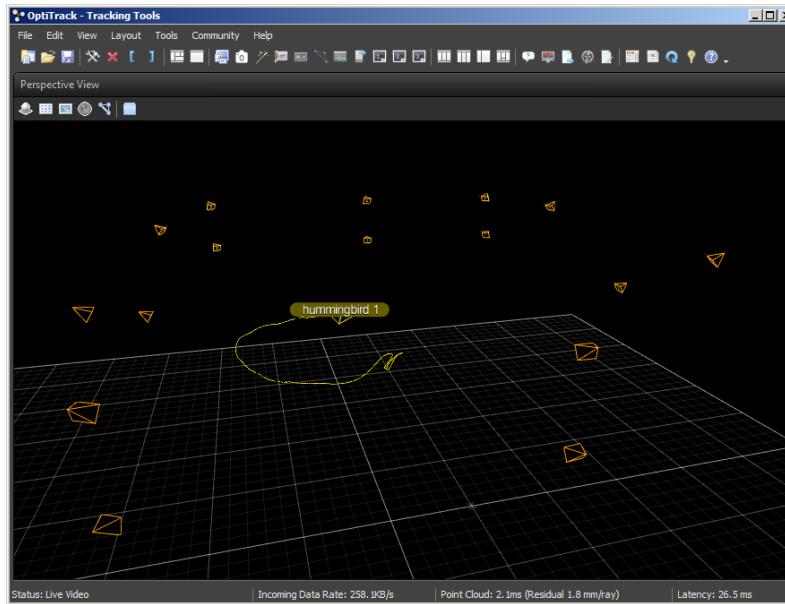 OptiTrack - Tracking Tools
File Edit View Layout Tools Community Help
Perspective View
hummingbird 1
Status: Live Video Incoming Data Rate: 258.1KB/s Point Cloud: 2.1ms (Residual 1.8 mm/ray) Latency: 26.5 ms